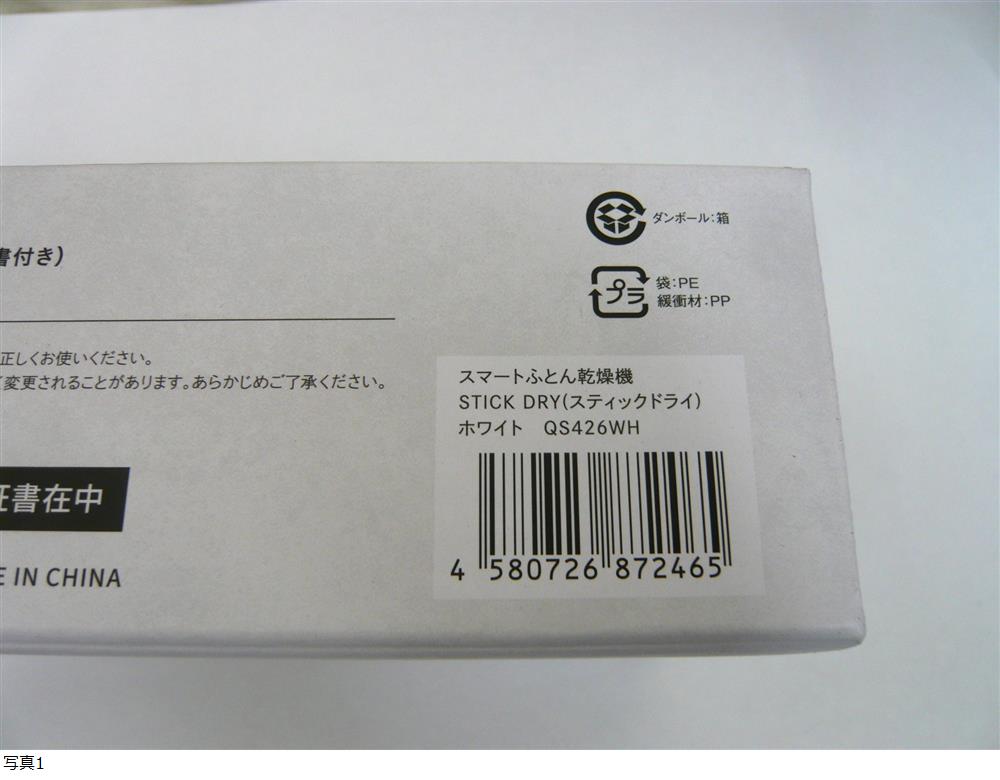 ダンボール:箱
書付き)
プラ
袋:PE
緩衝材:PP
正しくお使いください。
変更されることがあります。あらかじめご了承ください。
スマートふとん乾燥機
STICK DRY(スティックドライ)
ホワイト QS426WH
証書在中
E IN CHINA
4 580726 872465
写真1